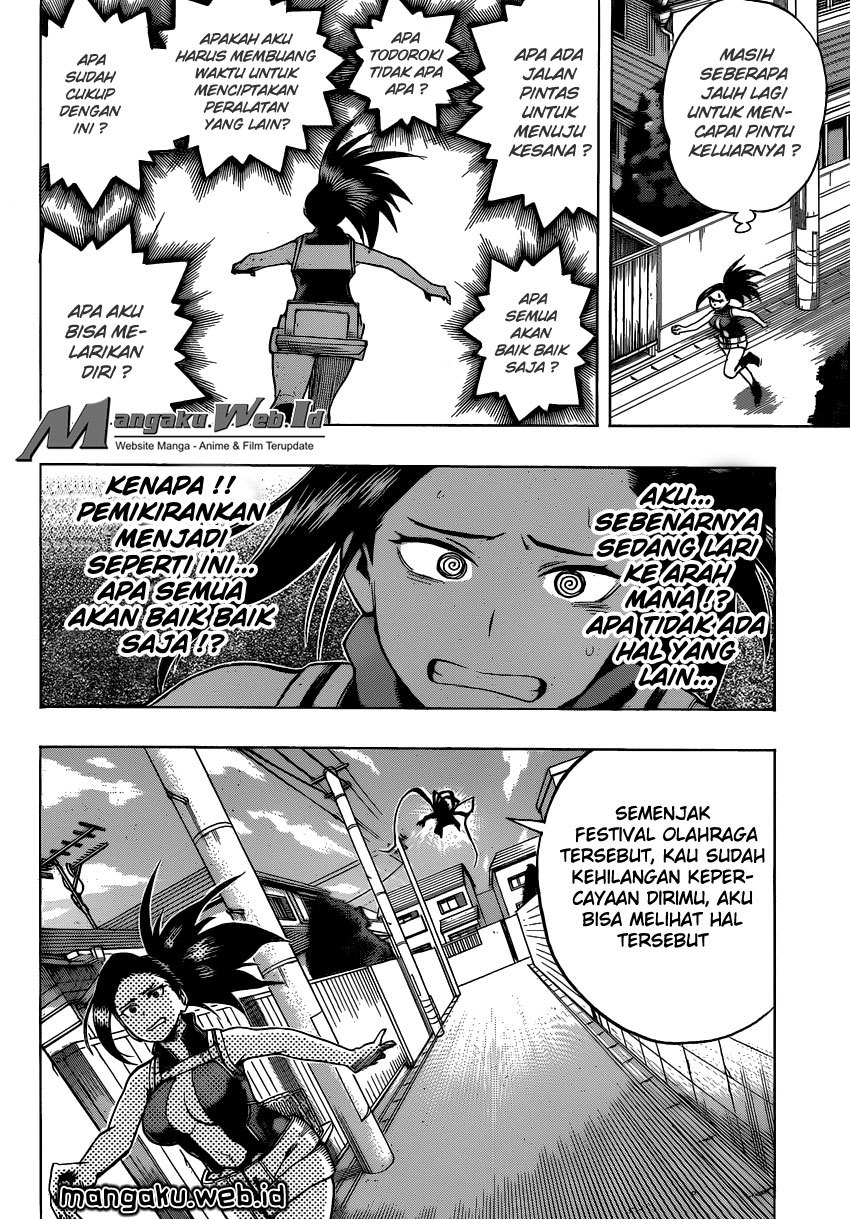 MASIH
SEBERAPA
JAUH LAGI
UNTUK MEN-
CAPAI PINTU
KELUARNYA ?
APA ADA
JALAN
PINTAS
UNTUK
MENUJU
KESANA ?
APA
TODOROKI
TIDAK APA
APA ?
APAKAH AKU
HARUS MEMBUANG
WAKTU UNTUK
MENCIPTAKAN
PERALATAN
YANG LAIN?
APA
SUDAH
CUKUP
DENGAN
INI ?
APA
SEMUA
AKAN
BAIK BAIK
SAJA ?
APA AKU
BISA ME-
LARIKAN
DIRI ?
Mangaku.Web.Id
Website Manga - Anime & Film Terupdate
AKU...
SEBENARNYA
SEDANG LARI
KE ARAH
MANA !?
APA TIDAK ADA
HAL YANG
LAIN...
KENAPA !!
PEMIKIRANKAN
MENJADI
SEPERTI INI...
APA SEMUA
AKAN BAIK BAIK
SAJA !?
SEMENJAK
FESTIVAL OLAHRAGA
TERSEBUT, KAU SUDAH
KEHILANGAN KEPER-
CAYAAN DIRIMU, AKU
BISA MELIHAT HAL
TERSEBUT
mangaku.web.id